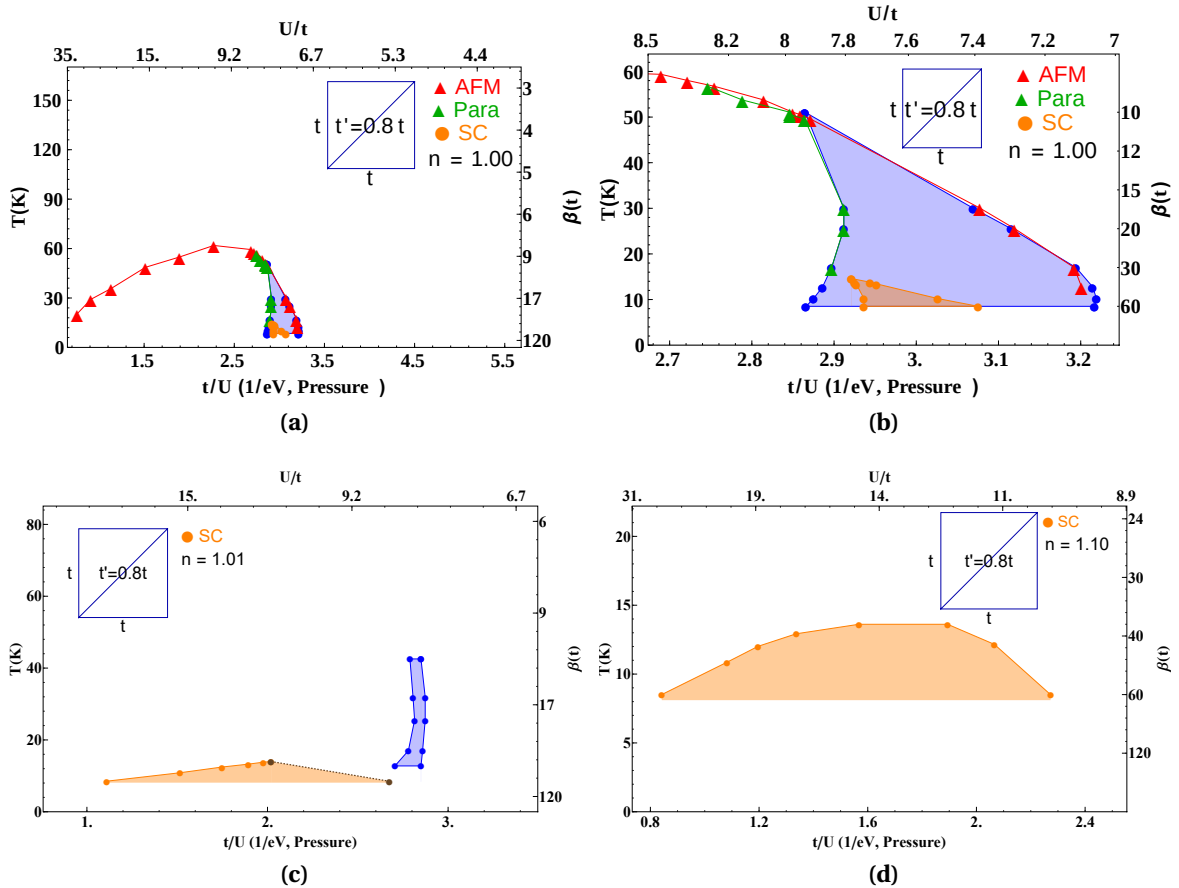 U/t
35. 15. 9.2 6.7 5.3 4.4
T(K)
150
120
90
60
30
0
AFM
Para
SC
n = 1.00
t t'=0.8 t
t
3
4
5
6
9
17
120
β(t)
1.5 2.5 3.5 4.5 5.5
t/U (1/eV, Pressure )
(a)
U/t
8.5 8.2 8 7.8 7.6 7.4 7.2 7
T(K)
60
50
40
30
20
10
0
AFM
Para
SC
n = 1.00
t t'=0.8 t
t
10
12
15
20
30
60
β(t)
2.7 2.8 2.9 3. 3.1 3.2
t/U (1/eV, Pressure )
(b)
U/t
15. 9.2 6.7
T(K)
80
60
40
20
0
SC
n = 1.01
t t'=0.8t
t
6
9
17
120
β(t)
1. 2. 3.
t/U (1/eV, Pressure)
(c)
U/t
31. 19. 14. 11. 8.9
T(K)
20
15
10
5
0
SC
n = 1.10
t t'=0.8t
t
24
30
40
60
120
β(t)
0.8 1.2 1.6 2. 2.4
t/U (1/eV, Pressure)
(d)